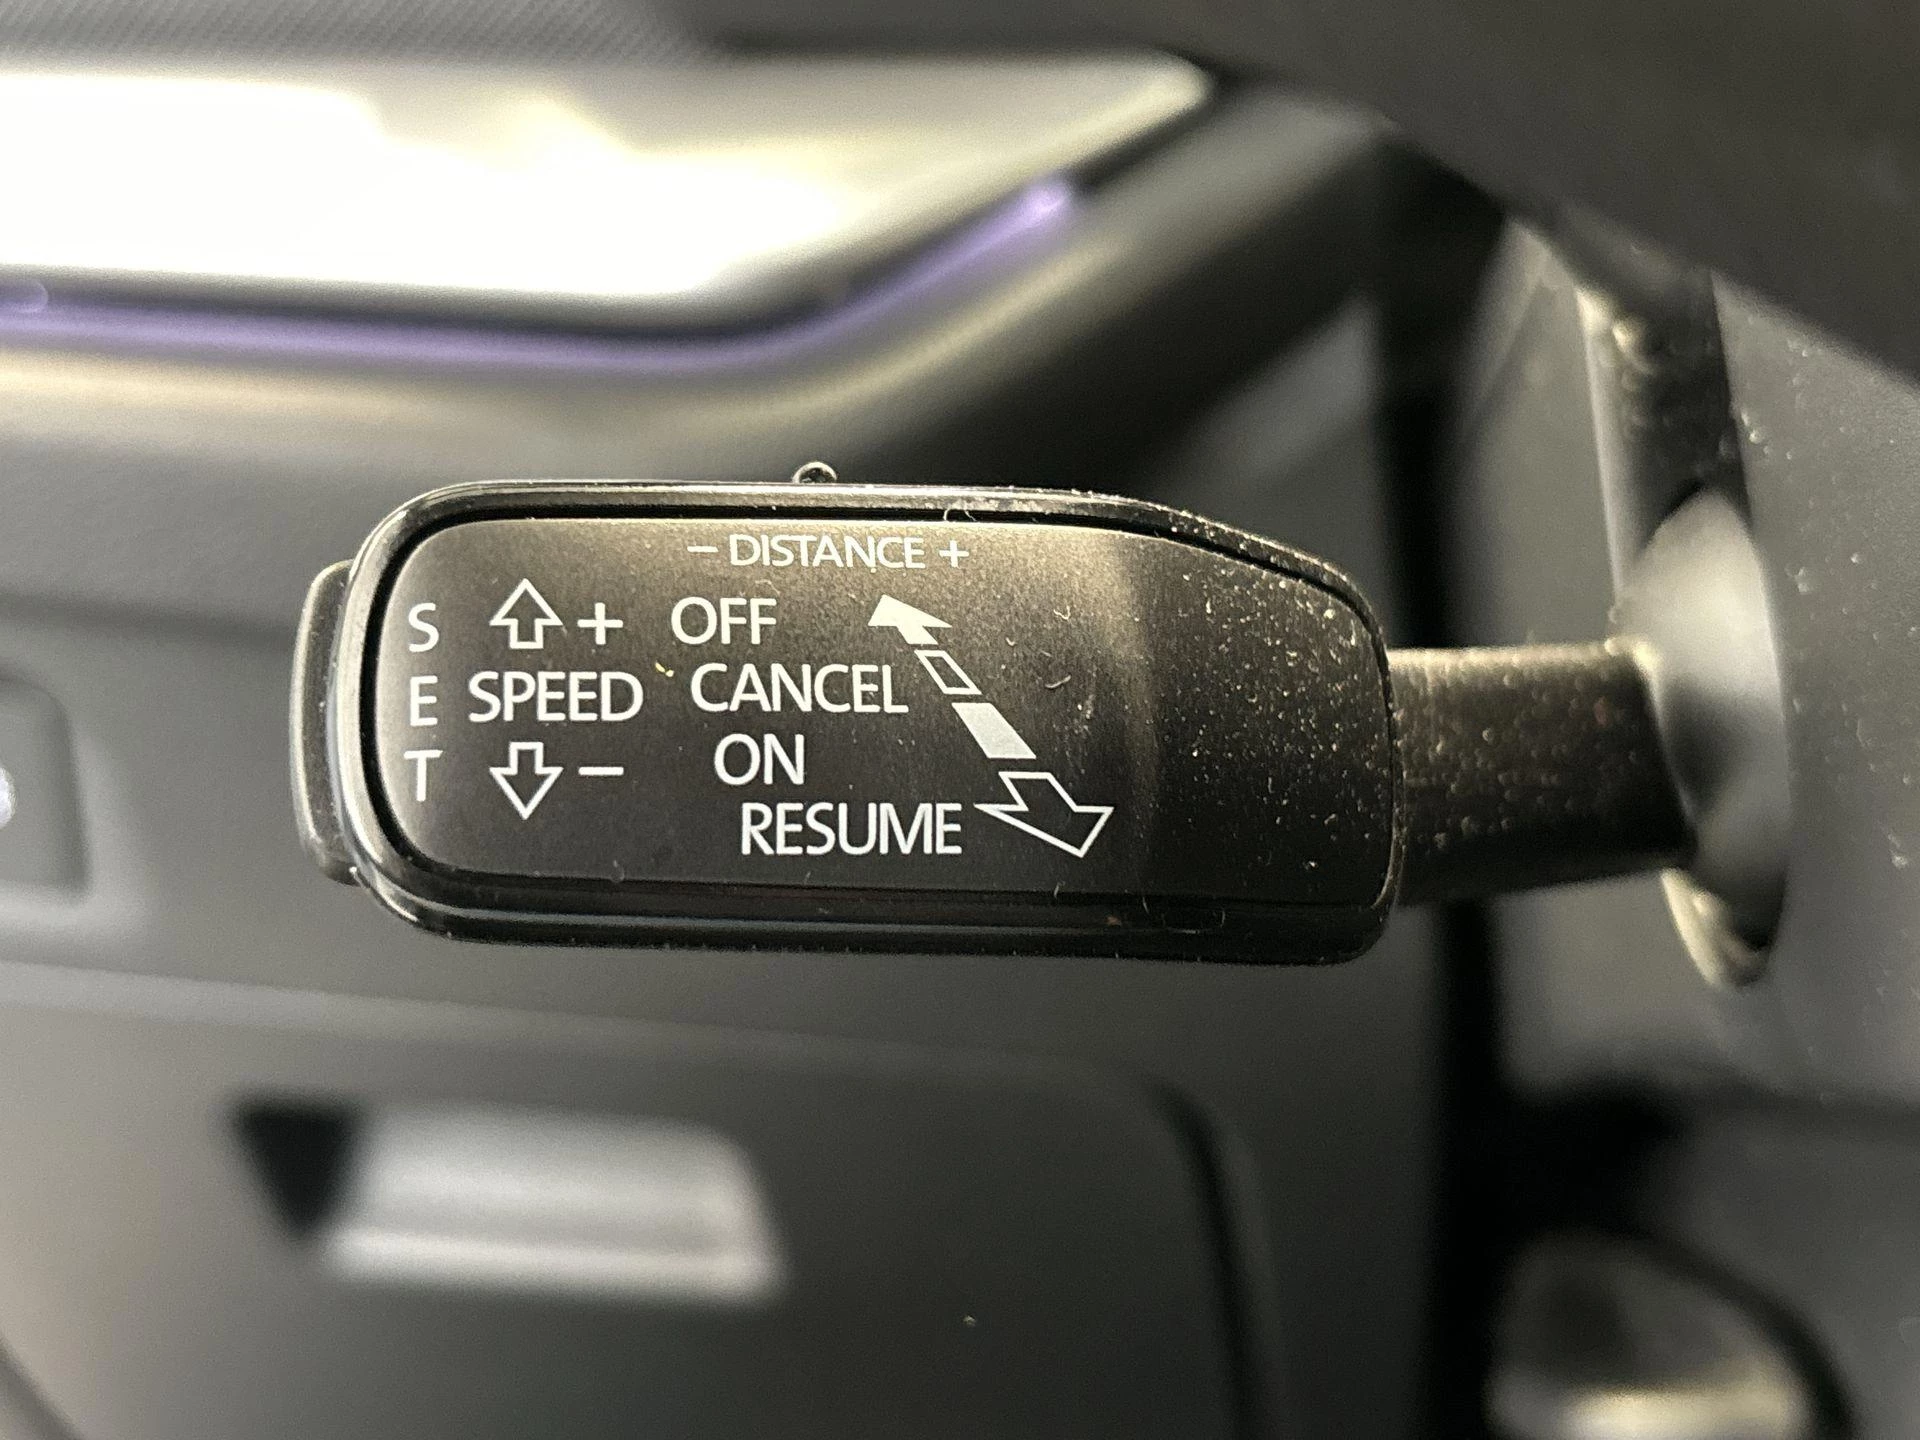 - DISTANCE +
S + OFF
E SPEED CANCEL
T - ON
RESUME